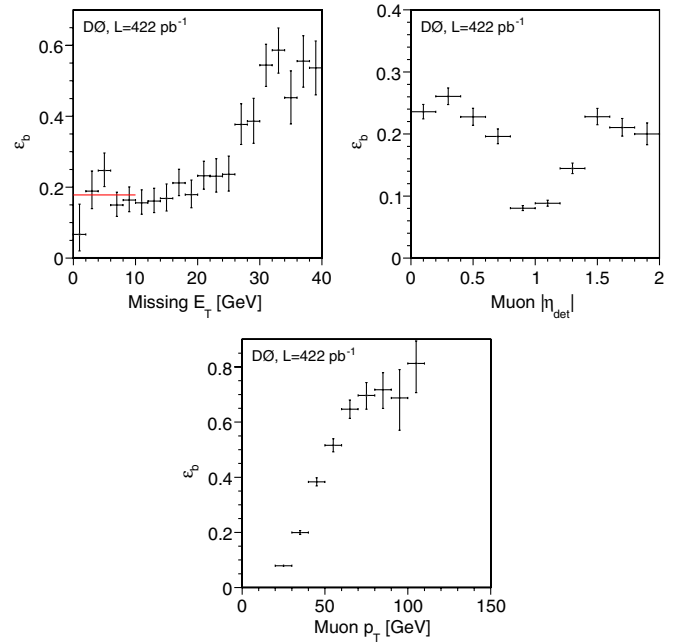 DØ, L=422 pb⁻¹
ε_b
0.6
0.4
0.2
0
0 10 20 30 40
Missing E_T [GeV]
DØ, L=422 pb⁻¹
ε_b
0.4
0.3
0.2
0.1
0
0 0.5 1 1.5 2
Muon |η_det|
DØ, L=422 pb⁻¹
ε_b
0.8
0.6
0.4
0.2
0
0 50 100 150
Muon p_T [GeV]